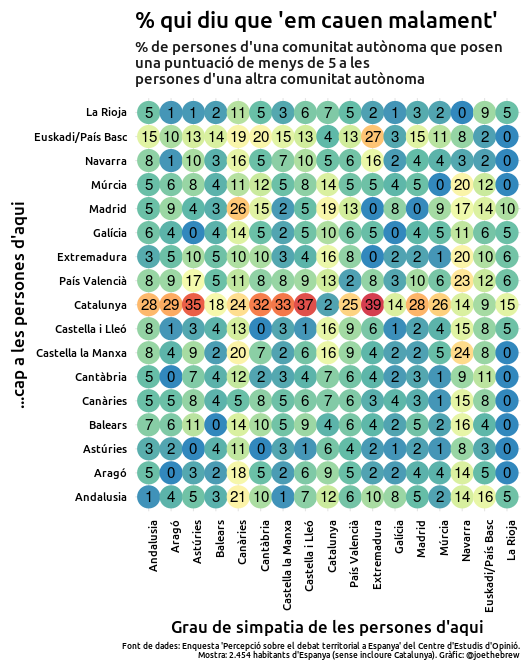 % qui diu que 'em cauen malament'
% de persones d'una comunitat autònoma que posen
una puntuació de menys de 5 a les
persones d'una altra comunitat autònoma
...cap a les persones d'aqui
La Rioja 5 1 1 2 11 5 3 6 7 5 2 1 3 2 0 9 5
Euskadi/País Basc 15 10 13 14 19 20 15 13 4 13 27 3 15 11 8 2 0
Navarra 8 1 10 3 16 5 7 10 5 6 16 2 4 4 3 2 0
Múrcia 5 6 8 4 11 12 5 8 14 5 5 4 5 0 20 12 0
Madrid 5 9 4 3 26 15 2 5 19 13 0 8 0 9 17 14 10
Galícia 6 4 0 4 14 5 2 5 10 6 5 0 4 5 11 6 5
Extremadura 3 5 10 5 10 10 3 4 16 8 0 2 2 1 20 10 6
País Valencià 8 9 17 5 11 8 8 9 13 2 8 3 10 6 23 12 6
Catalunya 28 29 35 18 24 32 33 37 2 25 39 14 28 26 14 9 15
Castella i Lleó 8 1 3 4 13 0 3 1 16 9 6 1 2 4 15 8 5
Castella la Manxa 8 4 9 2 20 7 2 6 16 9 4 2 2 5 24 8 0
Cantàbria 5 0 7 4 12 2 3 4 7 6 4 2 3 1 9 11 0
Canàries 5 5 8 4 5 8 5 6 7 6 3 4 3 1 15 8 0
Balears 7 6 11 0 14 10 5 9 4 6 4 2 5 2 16 4 0
Astúries 3 2 0 4 11 0 3 1 6 4 2 1 2 1 8 3 0
Aragó 5 0 3 2 18 5 2 6 9 5 2 2 4 4 14 5 0
Andalusia 1 4 5 3 21 10 1 7 12 6 10 8 5 2 14 16 5
Andalusia
Aragó
Astúries
Balears
Canàries
Cantàbria
Castella la Manxa
Castella i Lleó
Catalunya
País Valencià
Extremadura
Galícia
Madrid
Múrcia
Navarra
Euskadi/País Basc
La Rioja
Grau de simpatia de les persones d'aqui
Font de dades: Enquesta 'Percepció sobre el debat territorial a Espanya' del Centre d'Estudis d'Opinió.
Mostra: 2.454 habitants d'Espanya (sense incloure Catalunya). Gràfic: @joethebrew